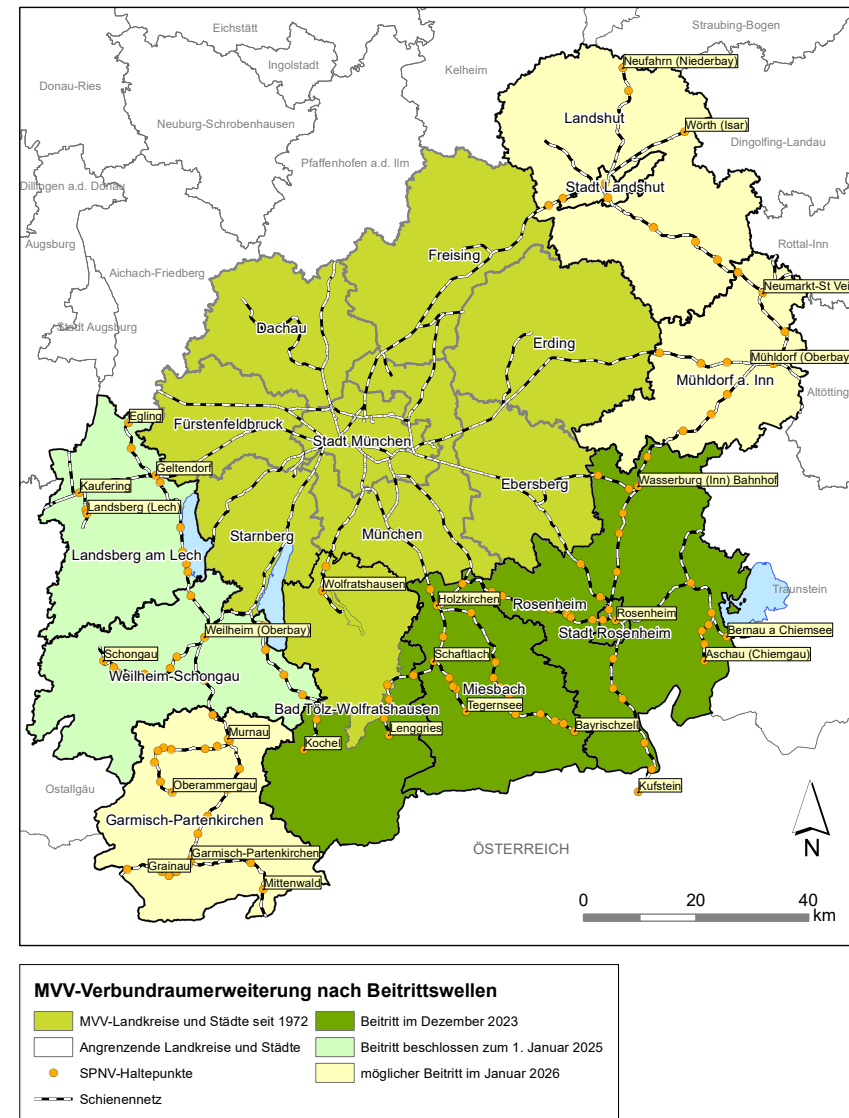 Eichstätt
Straubing-Bogen
Ingolstadt
Kelheim
Neufahrn (Niederbay)
Donau-Ries
Neuburg-Schrobenhausen
Landshut
Wörth (Isar)
Dingolfing-Landau
Pfaffenhofen a.d. Ilm
Dillingen a.d. Donau
Stadt Landshut
Augsburg
Rottal-Inn
Freising
Aichach-Friedberg
Neumarkt-St Vei
Stadt Augsburg
Dachau
Erding
Mühldorf (Oberbay
Mühldorf a. Inn
Altötting
Egling
Fürstenfeldbruck
Stadt München
Geltendorf
Ebersberg
Wasserburg (Inn) Bahnhof
Kaufering
Landsberg (Lech)
Starnberg
München
Landsberg am Lech
Wolfratshausen
Traunstein
Holzkirchen
Rosenheim
Rosenheim
Weilheim (Oberbay)
Stadt Rosenheim
Bernau a Chiemsee
Schongau
Schaftlach
Aschau (Chiemgau)
Weilheim-Schongau
Miesbach
Bad Tölz-Wolfratshausen
Tegernsee
Murnau
Lenggries
Bayrischzell
Kochel
Oberammergau
Kufstein
Ostallgäu
Garmisch-Partenkirchen
ÖSTERREICH
N
Garmisch-Partenkirchen
Grainau
Mittenwald
0 20 40
km
MVV-Verbundraumerweiterung nach Beitrittswellen
MVV-Landkreise und Städte seit 1972
Beitritt im Dezember 2023
Angrenzende Landkreise und Städte
Beitritt beschlossen zum 1. Januar 2025
SPNV-Haltepunkte
möglicher Beitritt im Januar 2026
Schienennetz